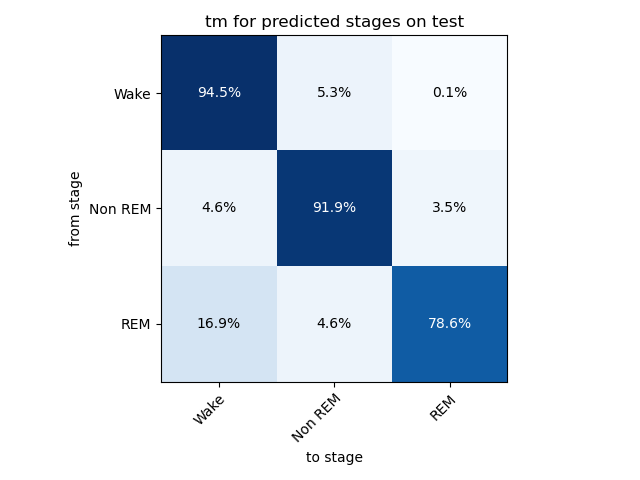 tm for predicted stages on test
Wake 94.5% 5.3% 0.1%
Non REM 4.6% 91.9% 3.5%
REM 16.9% 4.6% 78.6%
from stage
Wake Non REM REM
to stage